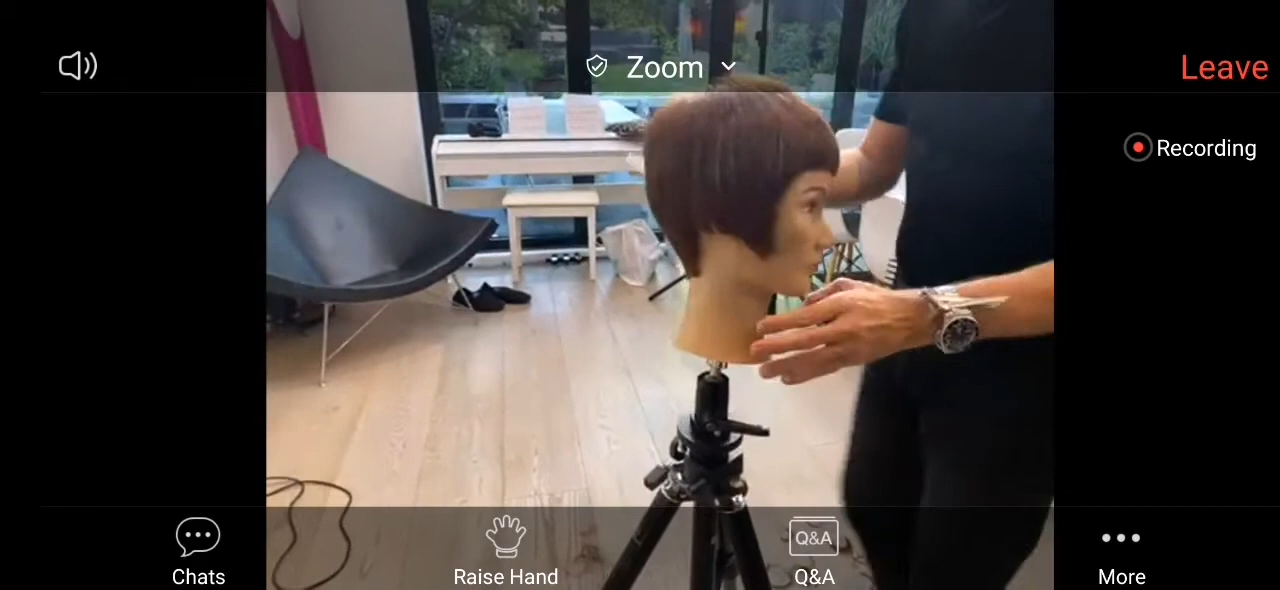 Zoom
Leave
Recording
Chats
Raise Hand
Q&A
Q&A
More